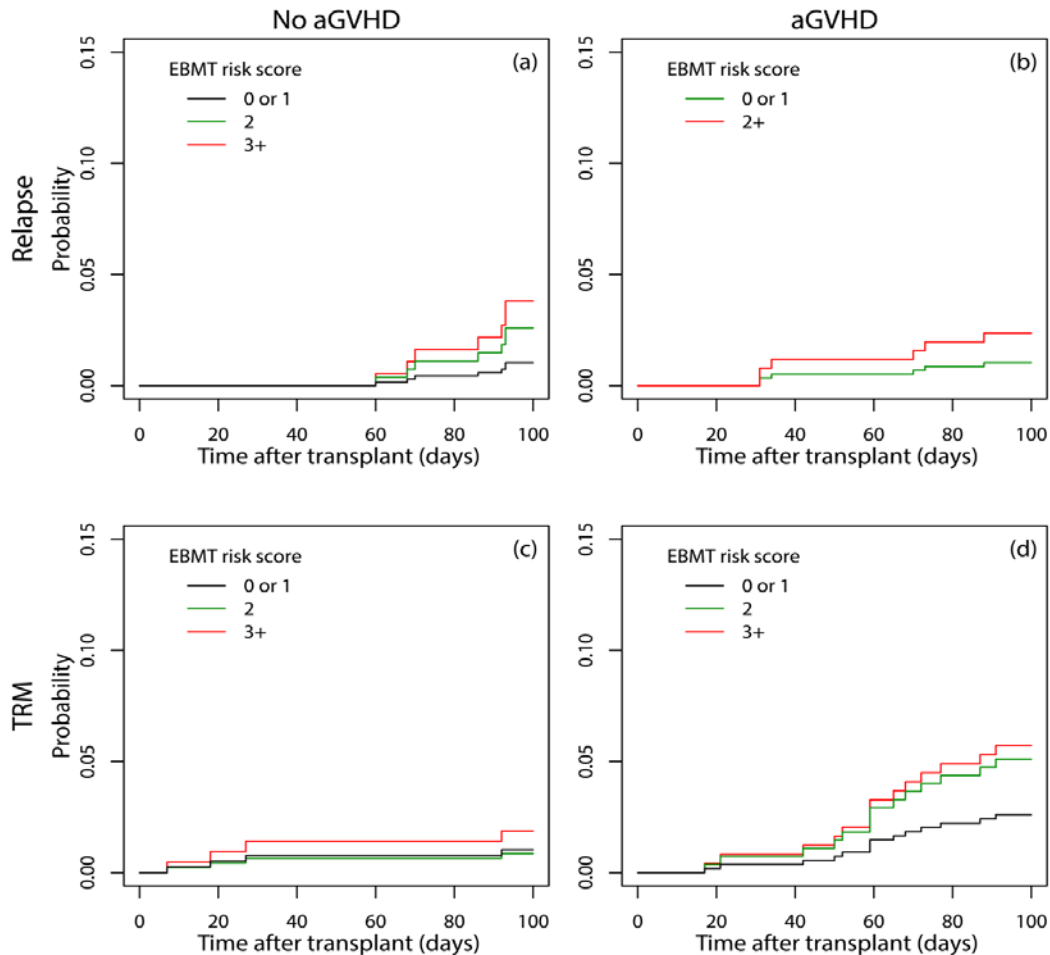 No aGVHD
aGVHD
Relapse
Probability
0.15
0.10
0.05
0.00
(a)
EBMT risk score
0 or 1
2
3+
0 20 40 60 80 100
Time after transplant (days)
0.15
0.10
0.05
0.00
(b)
EBMT risk score
0 or 1
2+
0 20 40 60 80 100
Time after transplant (days)
TRM
Probability
0.15
0.10
0.05
0.00
(c)
EBMT risk score
0 or 1
2
3+
0 20 40 60 80 100
Time after transplant (days)
0.15
0.10
0.05
0.00
(d)
EBMT risk score
0 or 1
2
3+
0 20 40 60 80 100
Time after transplant (days)